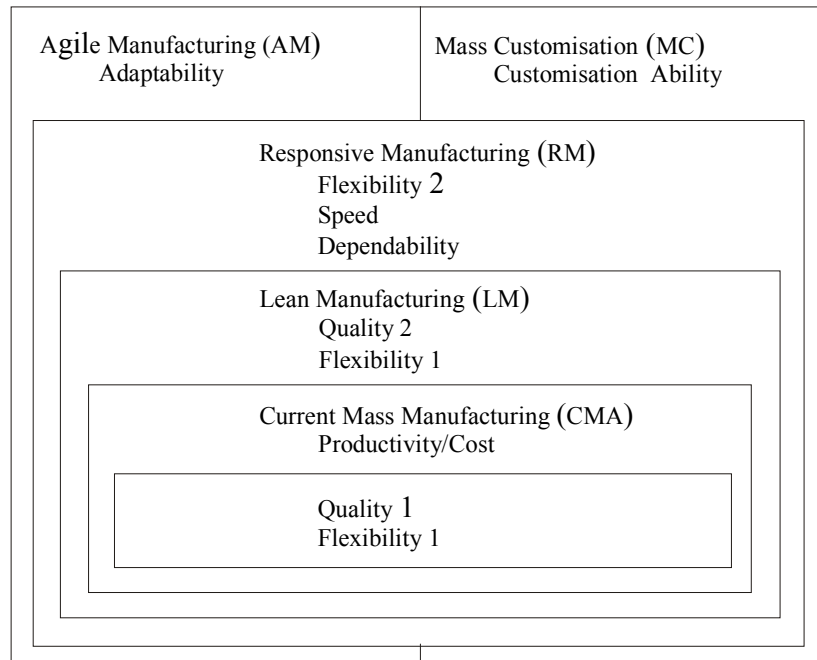 Agile Manufacturing (AM)
Adaptability
Mass Customisation (MC)
Customisation Ability
Responsive Manufacturing (RM)
Flexibility 2
Speed
Dependability
Lean Manufacturing (LM)
Quality 2
Flexibility 1
Current Mass Manufacturing (CMA)
Productivity/Cost
Quality 1
Flexibility 1